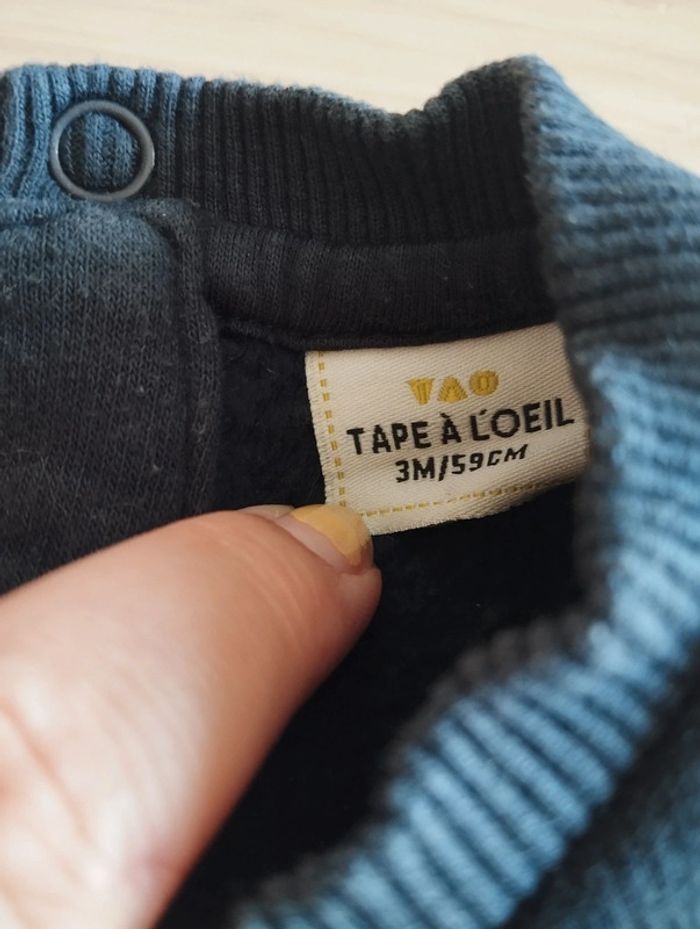 TAO
TAPE À L'OEIL
3M/59CM